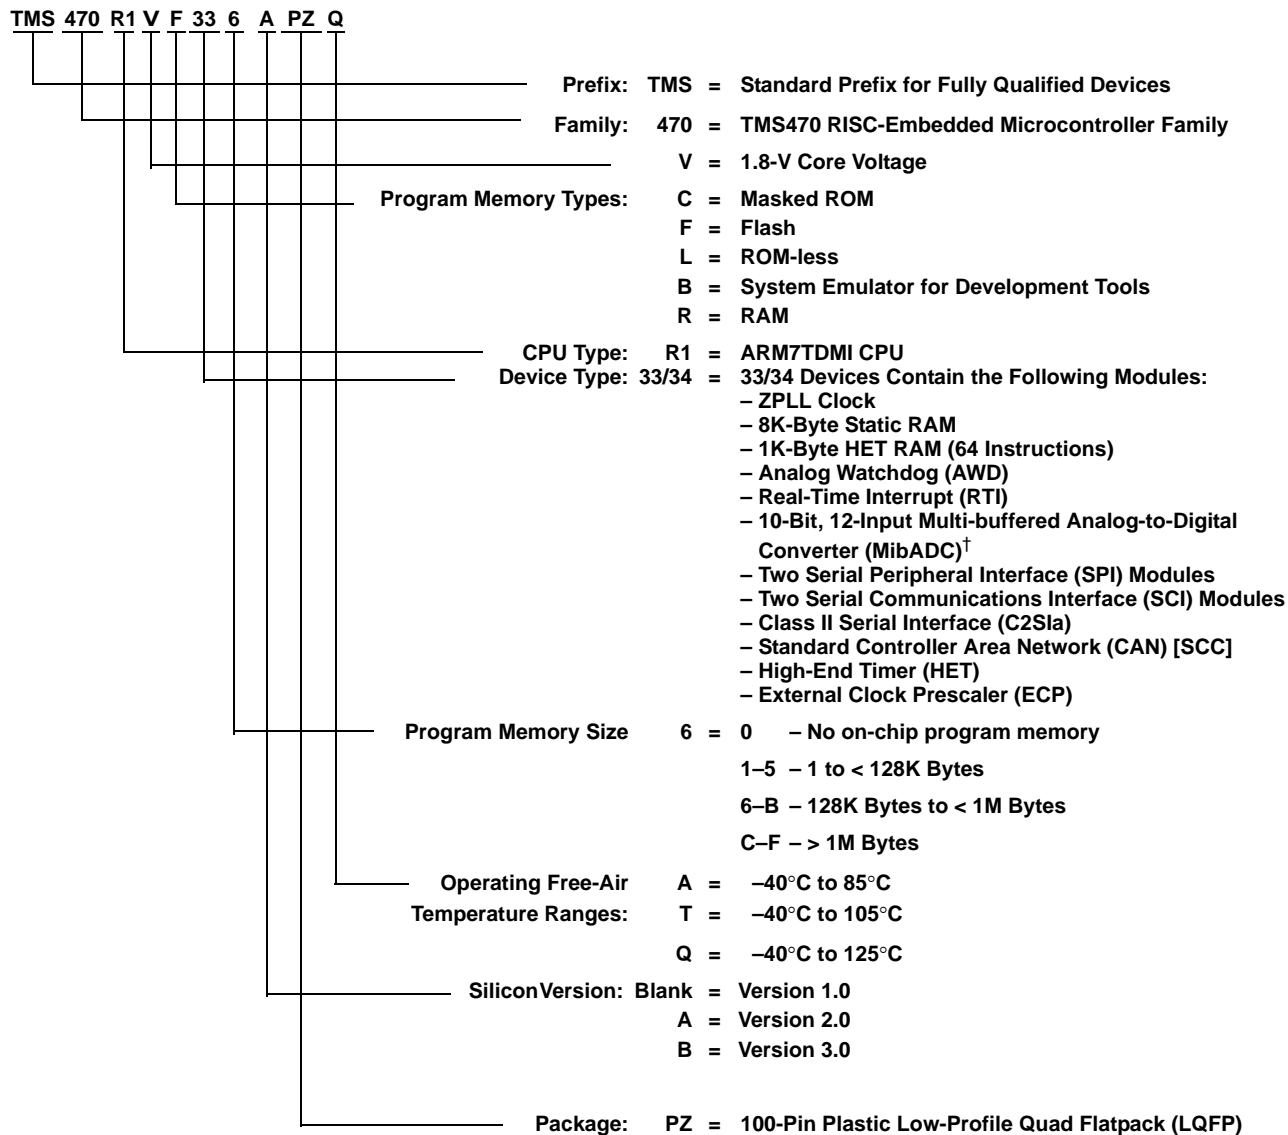 TMS 470 R1 V F 33 6 A PZ Q
Prefix: TMS = Standard Prefix for Fully Qualified Devices
Family: 470 = TMS470 RISC-Embedded Microcontroller Family
V = 1.8-V Core Voltage
Program Memory Types: C = Masked ROM
F = Flash
L = ROM-less
B = System Emulator for Development Tools
R = RAM
CPU Type: R1 = ARM7TDMI CPU
Device Type: 33/34 = 33/34 Devices Contain the Following Modules:
– ZPLL Clock
– 8K-Byte Static RAM
– 1K-Byte HET RAM (64 Instructions)
– Analog Watchdog (AWD)
– Real-Time Interrupt (RTI)
– 10-Bit, 12-Input Multi-buffered Analog-to-Digital
Converter (MibADC)†
– Two Serial Peripheral Interface (SPI) Modules
– Two Serial Communications Interface (SCI) Modules
– Class II Serial Interface (C2SIa)
– Standard Controller Area Network (CAN) [SCC]
– High-End Timer (HET)
– External Clock Prescaler (ECP)
Program Memory Size 6 = 0 – No on-chip program memory
1–5 – 1 to < 128K Bytes
6–B – 128K Bytes to < 1M Bytes
C–F – > 1M Bytes
Operating Free-Air A = –40°C to 85°C
Temperature Ranges: T = –40°C to 105°C
Q = –40°C to 125°C
Silicon Version: Blank = Version 1.0
A = Version 2.0
B = Version 3.0
Package: PZ = 100-Pin Plastic Low-Profile Quad Flatpack (LQFP)